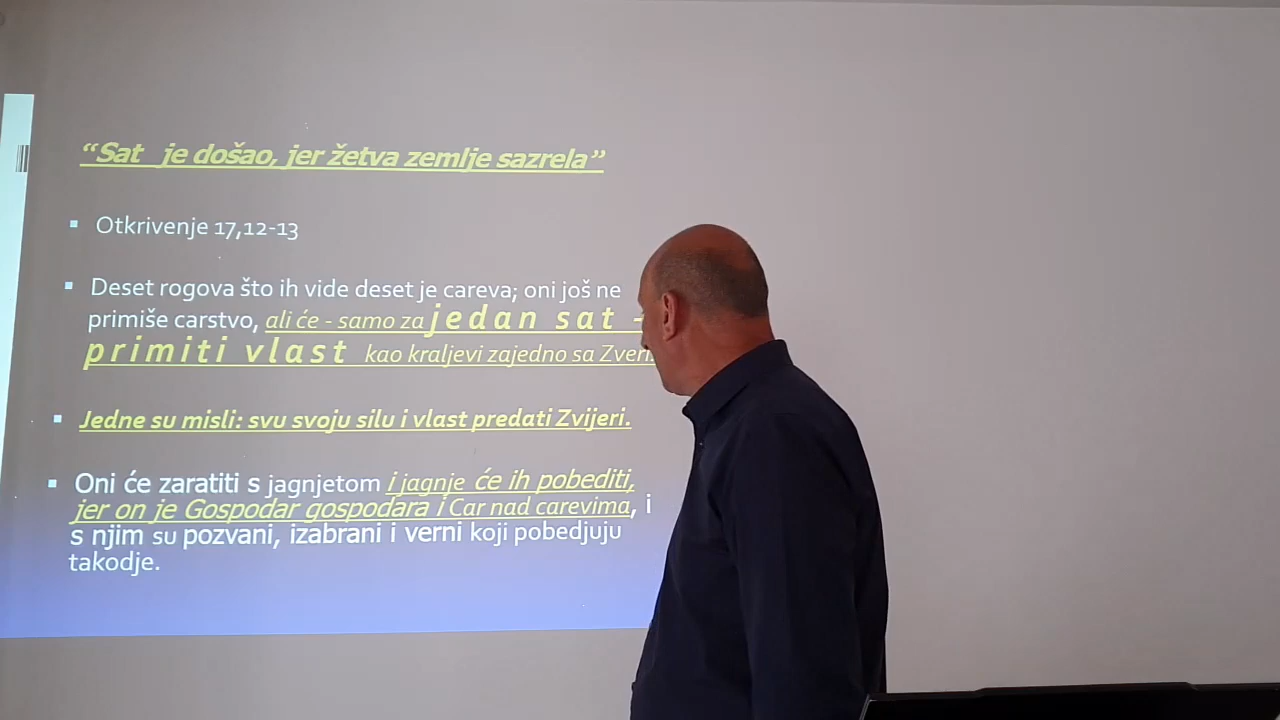 “Sat je došao, jer žetva zemlje sazrela”
Otkrivenje 17,12-13
Deset rogova što ih vide deset je careva; oni još ne
primiše carstvo, ali će - samo za jedan sat -
primiti vlast kao kraljevi zajedno sa Zveri.
Jedne su misli: svu svoju silu i vlast predati Zvijeri.
Oni će zaratiti s jagnjetom i jagnje će ih pobediti,
jer on je Gospodar gospodara i Car nad carevima, i
s njim su pozvani, izabrani i verni koji pobedjuju
takodje.